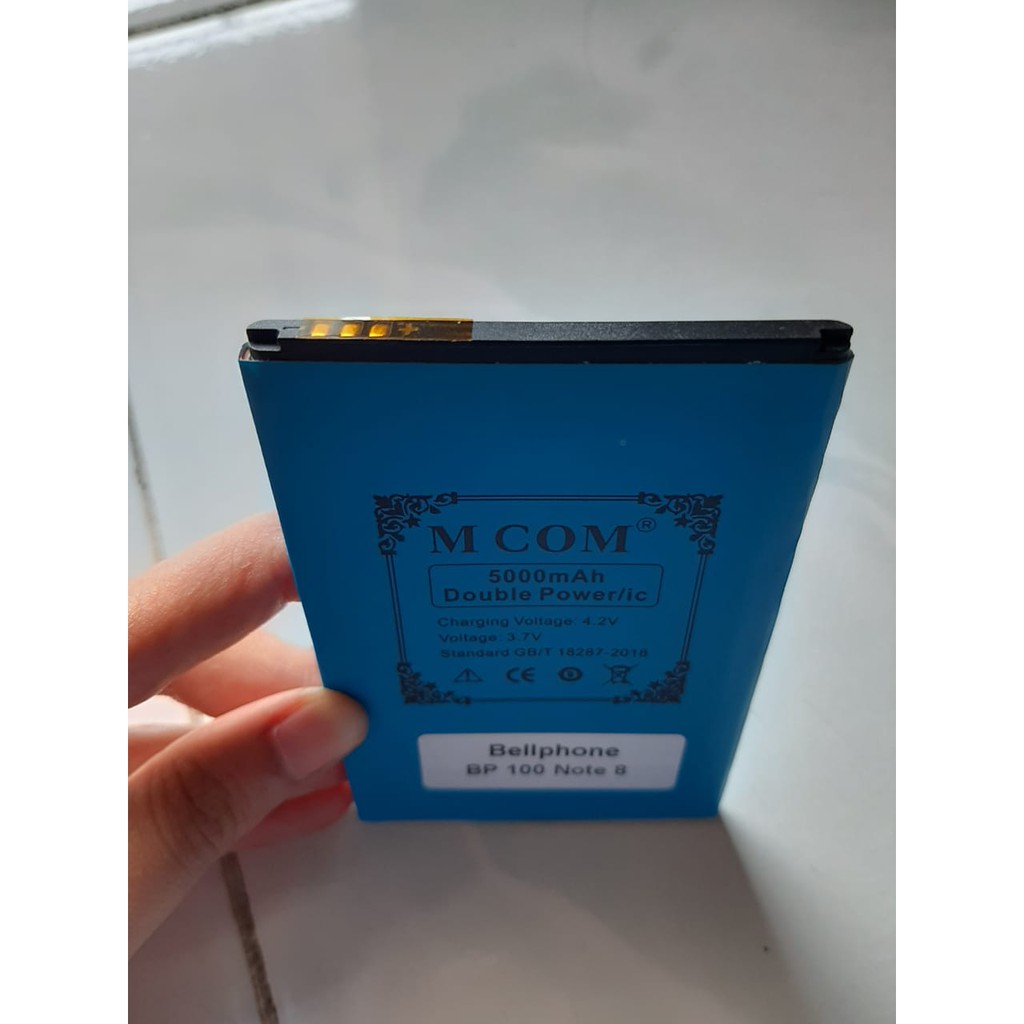 - +
M COM®
5000mAh
Double Power/ic
Charging Voltage: 4.2V
Voltage: 3.7V
Standard GB/T 18287-2018
CE
Bellphone
BP 100 Note 8